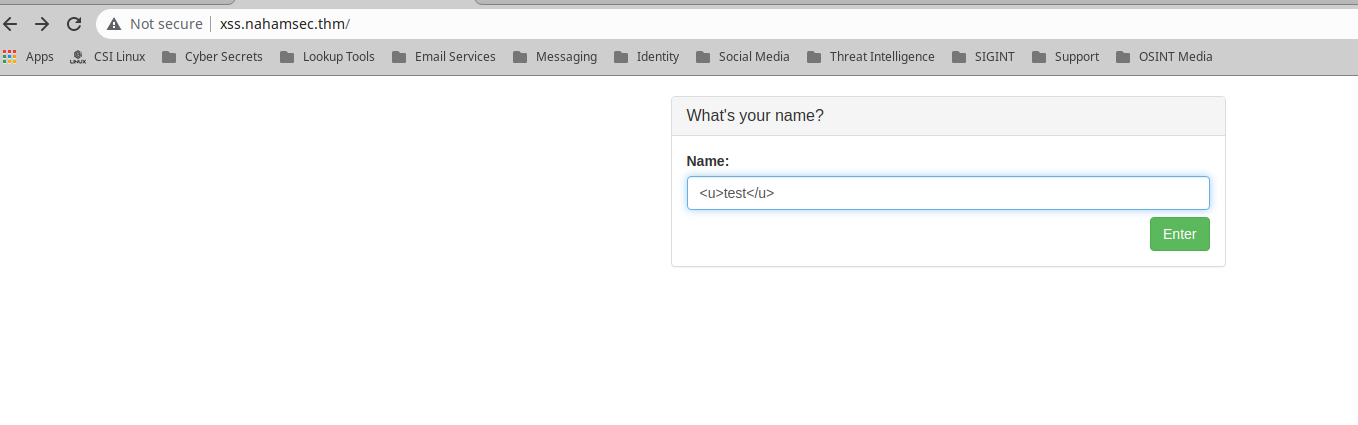 Not secure | xss.nahamsec.thm/
Apps CSI Linux Cyber Secrets Lookup Tools Email Services Messaging Identity Social Media Threat Intelligence SIGINT Support OSINT Media
What's your name?
Name:
<u>test</u>
Enter